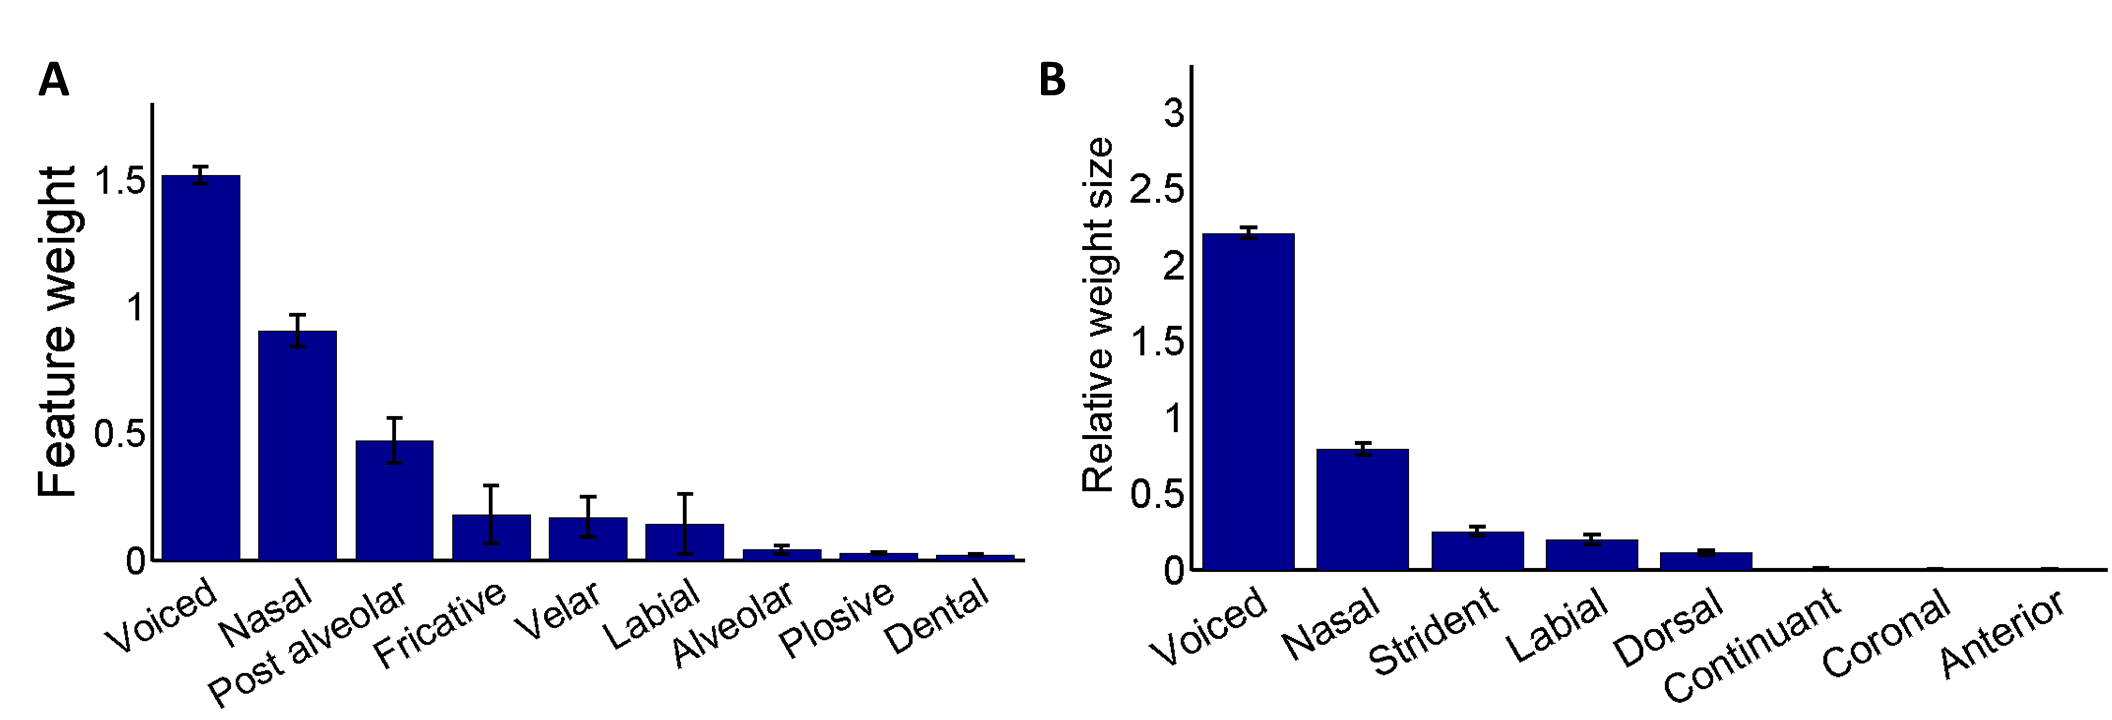 A
Feature weight
1.5
1
0.5
0
Voiced
Nasal
Post alveolar
Fricative
Velar
Labial
Alveolar
Plosive
Dental
B
Relative weight size
3
2.5
2
1.5
1
0.5
0
Voiced
Nasal
Strident
Labial
Dorsal
Continuant
Coronal
Anterior